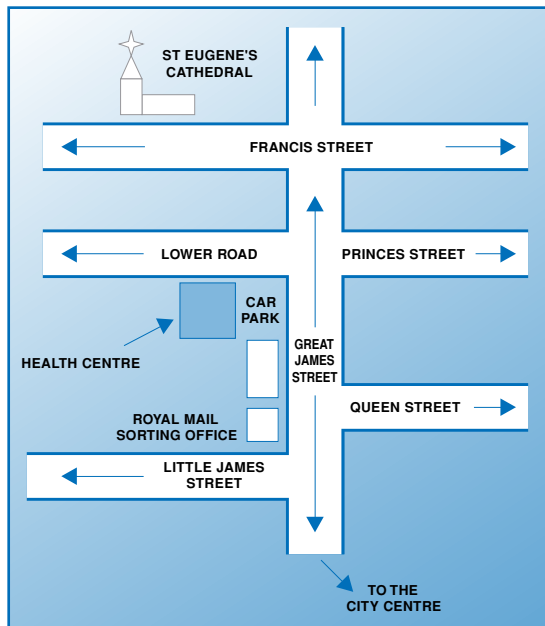 ST EUGENE'S
CATHEDRAL
FRANCIS STREET
LOWER ROAD
PRINCES STREET
CAR
PARK
HEALTH CENTRE
GREAT
JAMES
STREET
QUEEN STREET
ROYAL MAIL
SORTING OFFICE
LITTLE JAMES
STREET
TO THE
CITY CENTRE